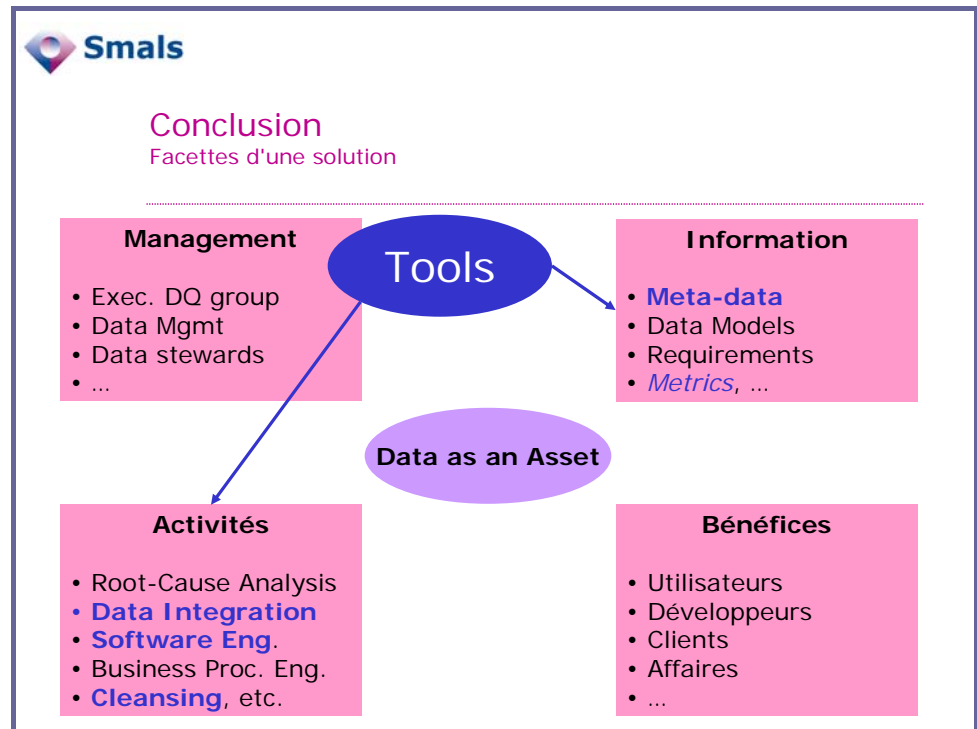 Smals
Conclusion
Facettes d'une solution
Management
• Exec. DQ group
• Data Mgmt
• Data stewards
• ...
Tools
Information
• Meta-data
• Data Models
• Requirements
• Metrics, ...
Data as an Asset
Activités
• Root-Cause Analysis
• Data Integration
• Software Eng.
• Business Proc. Eng.
• Cleansing, etc.
Bénéfices
• Utilisateurs
• Développeurs
• Clients
• Affaires
• ...